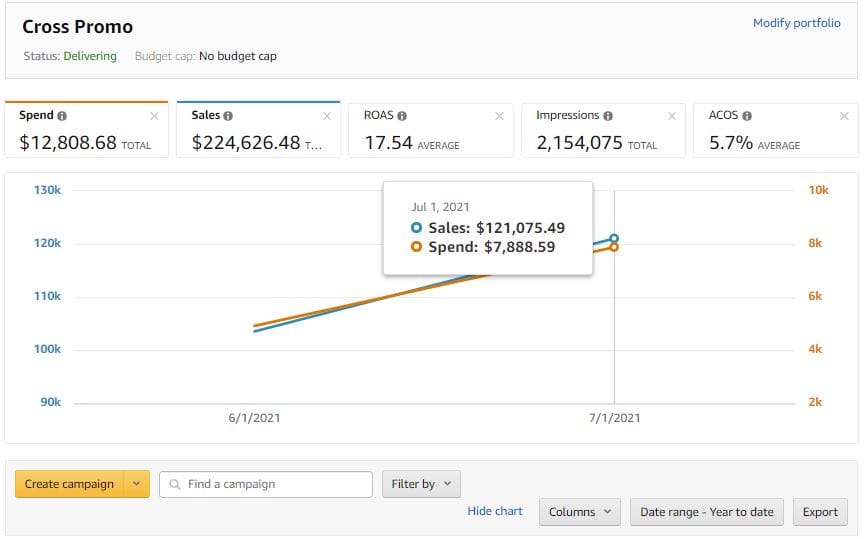 Cross Promo
Modify portfolio
Status: Delivering Budget cap: No budget cap
Spend Sales ROAS Impressions ACOS
$12,808.68 TOTAL $224,626.48 T... 17.54 AVERAGE 2,154,075 TOTAL 5.7% AVERAGE
130k 10k
Jul 1, 2021
Sales: $121,075.49
120k 8k
Spend: $7,888.59
110k 6k
100k 4k
90k 2k
6/1/2021 7/1/2021
Create campaign Find a campaign Filter by
Hide chart Columns Date range - Year to date Export